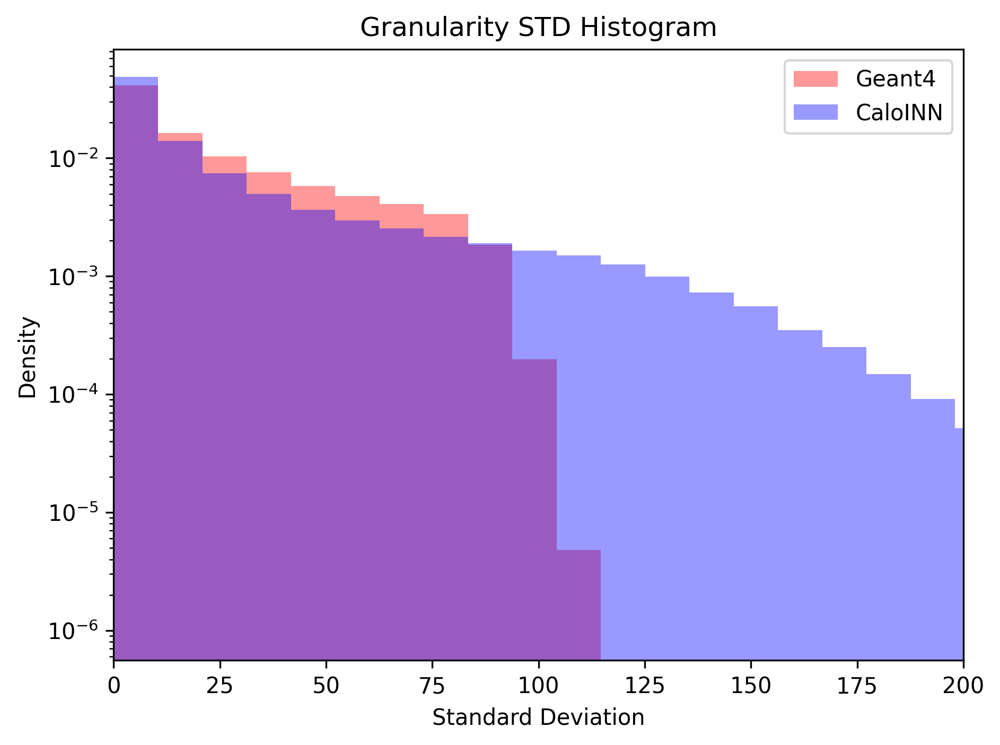 Granularity STD Histogram
Geant4
CaloINN
Density
10⁻²
10⁻³
10⁻⁴
10⁻⁵
10⁻⁶
0 25 50 75 100 125 150 175 200
Standard Deviation